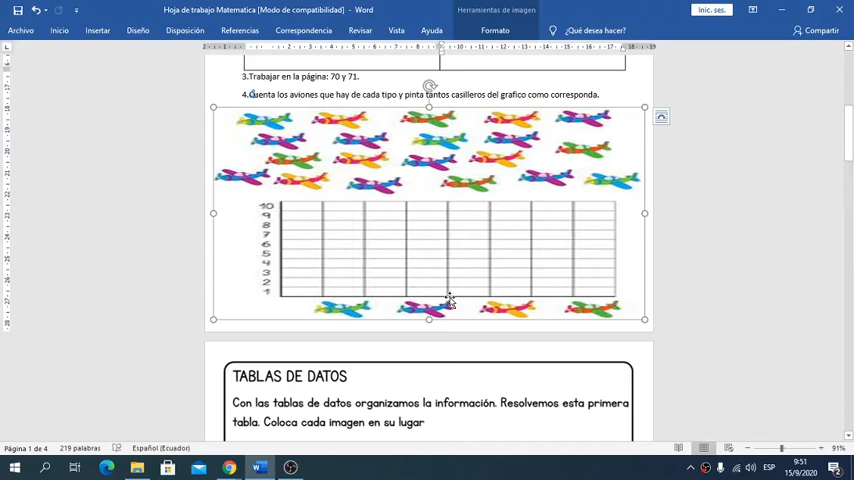 Hoja de trabajo Matematica [Modo de compatibilidad] - Word
Herramientas de imagen
Inic. ses.
Archivo Inicio Insertar Diseño Disposición Referencias Correspondencia Revisar Vista Ayuda Formato ¿Qué desea hacer? Compartir
3.Trabajar en la página: 70 y 71.
4.Cuenta los aviones que hay de cada tipo y pinta tantos casilleros del grafico como corresponda.
10
9
8
7
6
5
4
3
2
1
TABLAS DE DATOS
Con las tablas de datos organizamos la información. Resolvemos esta primera
tabla. Coloca cada imagen en su lugar
Página 1 de 4 219 palabras Español (Ecuador) 91%
ESP 9:51
15/9/2020